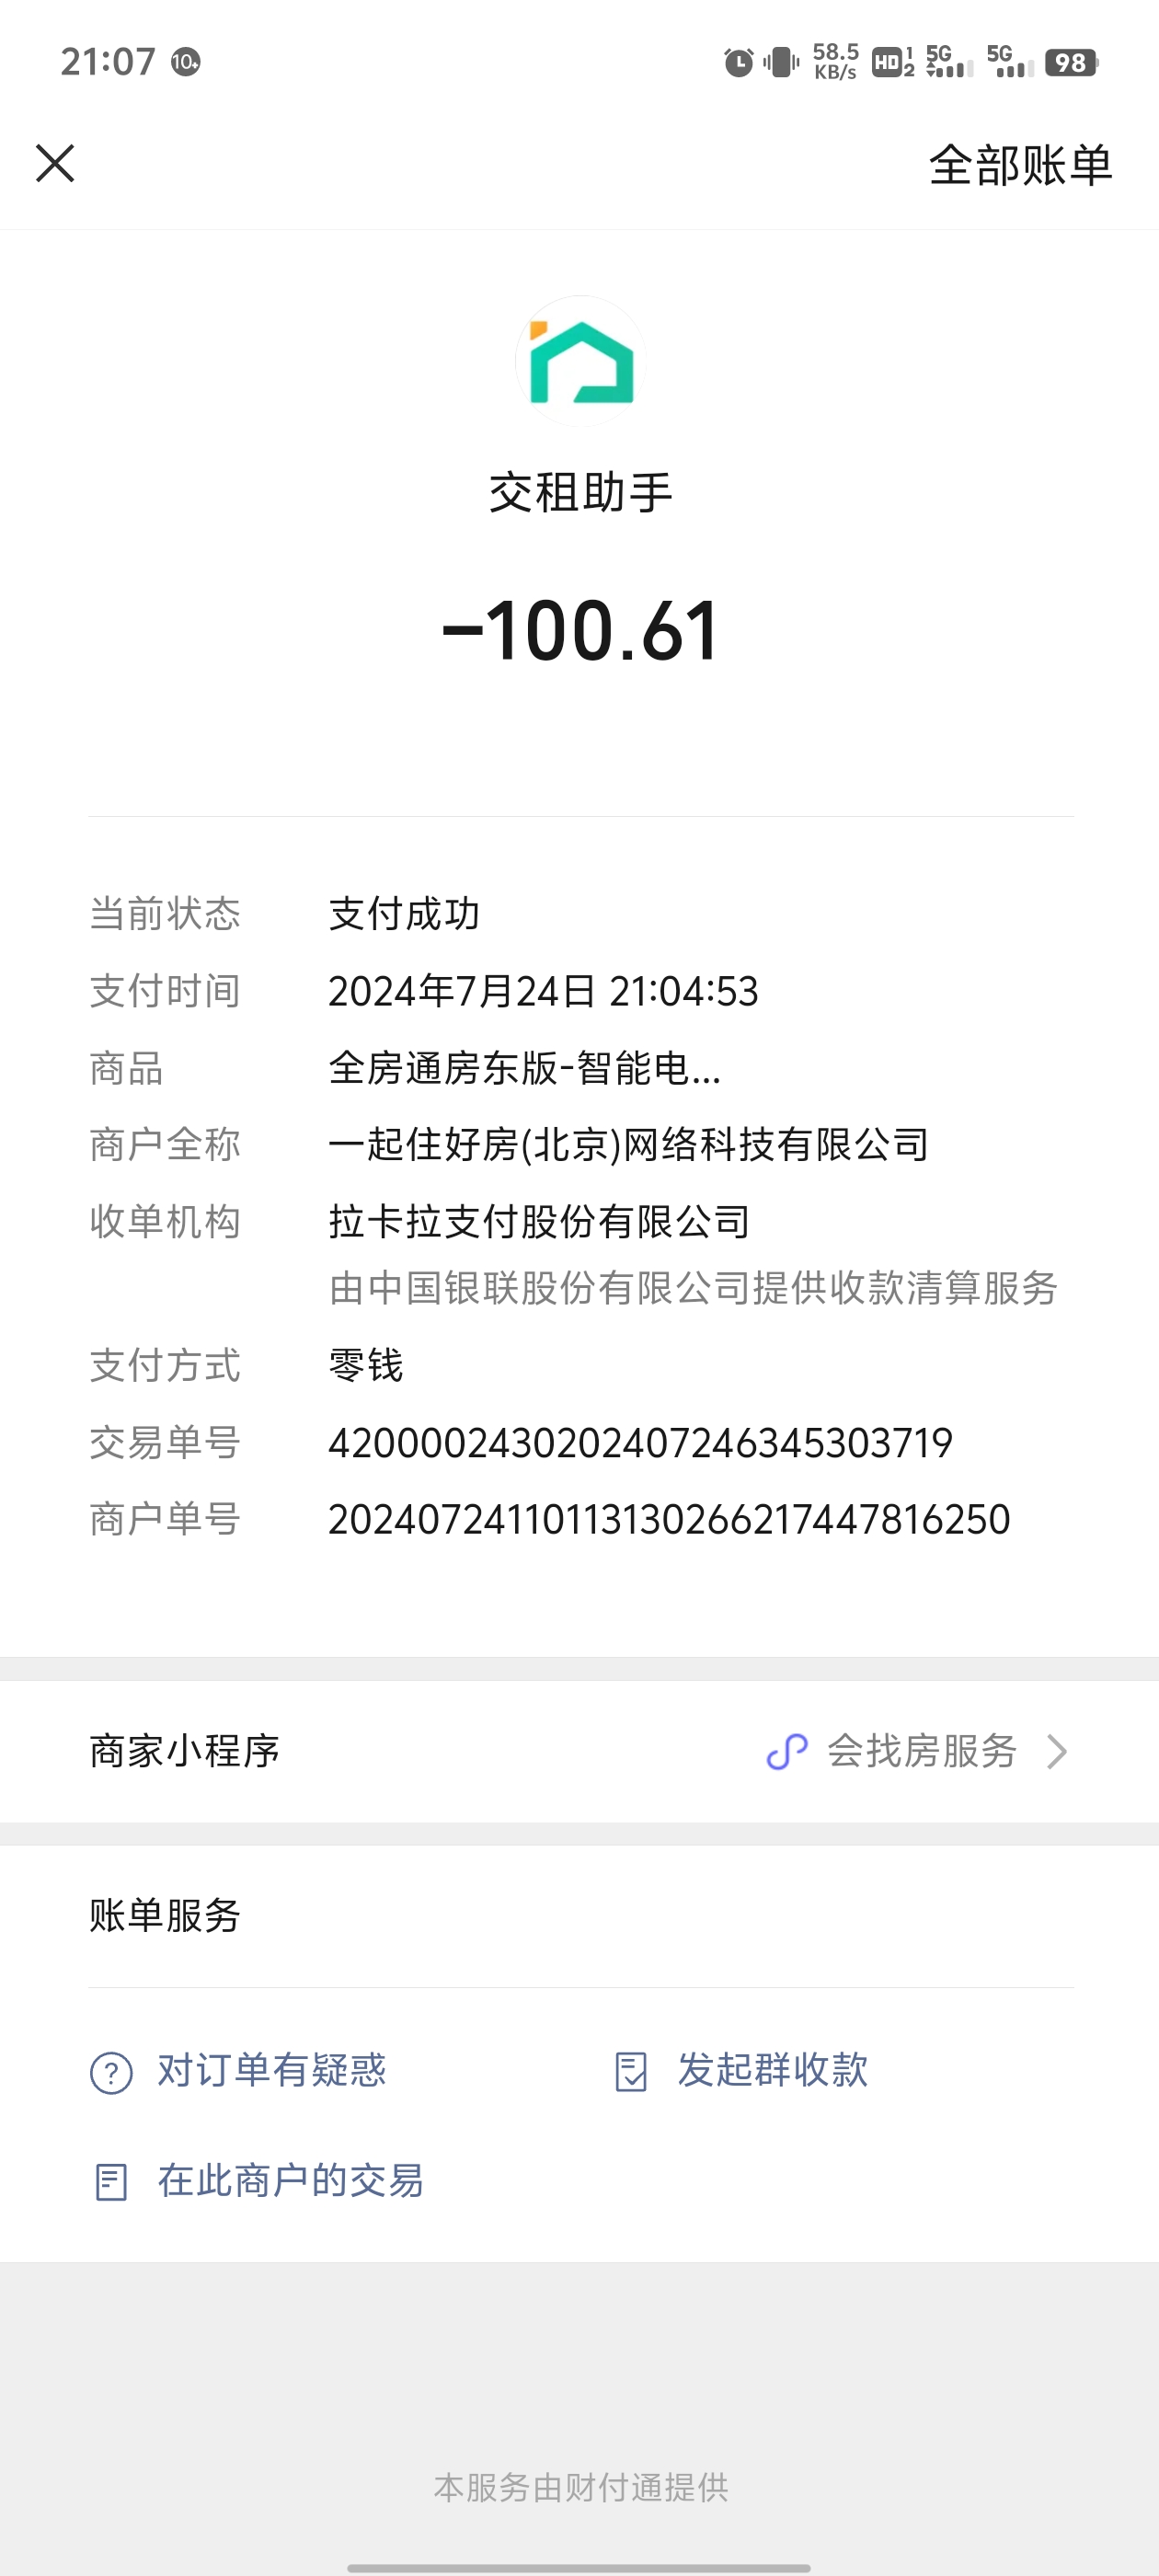 21:07 10+ 58.5 KB/s HD 1 2 5G 5G 98
全部账单
交租助手
-100.61
当前状态 支付成功
支付时间 2024年7月24日 21:04:53
商品 全房通房东版-智能电...
商户全称 一起住好房(北京)网络科技有限公司
收单机构 拉卡拉支付股份有限公司
由中国银联股份有限公司提供收款清算服务
支付方式 零钱
交易单号 4200002430202407246345303719
商户单号 20240724110113130266217447816250
商家小程序 会找房服务
账单服务
对订单有疑惑 发起群收款
在此商户的交易
本服务由财付通提供